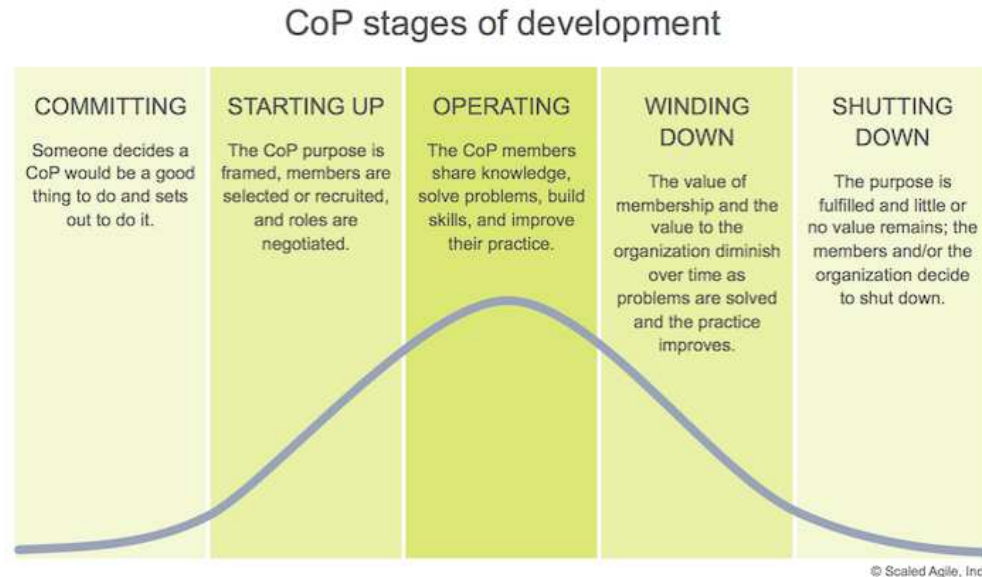 CoP stages of development
COMMITTING
Someone decides a
CoP would be a good
thing to do and sets
out to do it.
STARTING UP
The CoP purpose is
framed, members are
selected or recruited,
and roles are
negotiated.
OPERATING
The CoP members
share knowledge,
solve problems, build
skills, and improve
their practice.
WINDING
DOWN
The value of
membership and the
value to the
organization diminish
over time as
problems are solved
and the practice
improves.
SHUTTING
DOWN
The purpose is
fulfilled and little or
no value remains; the
members and/or the
organization decide
to shut down.
© Scaled Agile, Inc